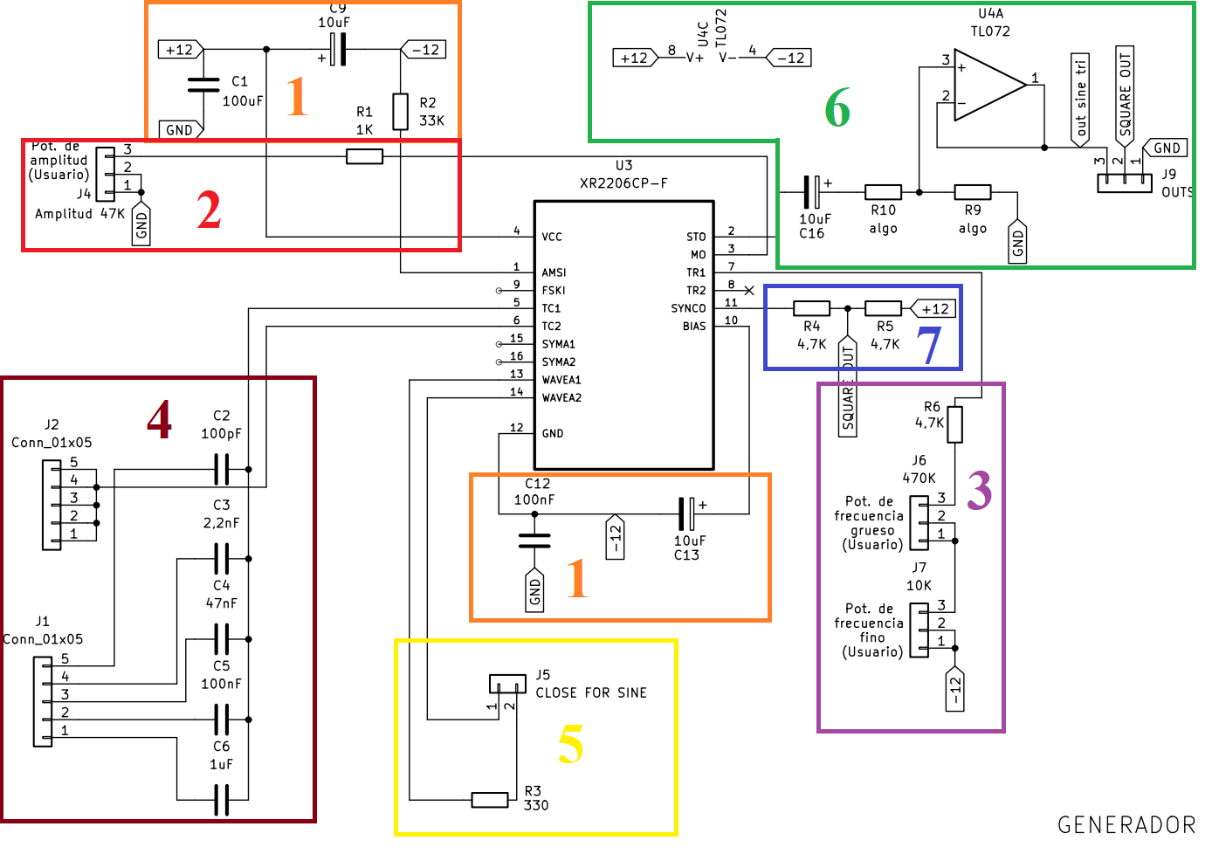 C9
10uF
+12
-12
C1
100uF
GND
1
R2
33K
R1
1K
Pot. de
amplitud
(Usuario)
J4
Amplitud 47K
3
2
1
GND
2
U4C
TL072
+12
8
V+
V-
4
-12
6
U4A
TL072
3
+
2
-
1
out sine tri
SQUARE OUT
GND
3
2
1
J9
OUTS
+
10uF
C16
R10
algo
R9
algo
GND
U3
XR2206CP-F
4 VCC
1 AMSI
9 FSKI
5 TC1
6 TC2
15 SYMA1
16 SYMA2
13 WAVEA1
14 WAVEA2
12 GND
STO 2
MO 3
TR1 7
TR2 8
SYNCO 11
BIAS 10
R4
4,7K
R5
4,7K
+12
7
SQUARE OUT
4
J2
Conn_01x05
5
4
3
2
1
C2
100pF
C3
2,2nF
C4
47nF
C5
100nF
C6
1uF
J1
Conn_01x05
5
4
3
2
1
C12
100nF
GND
-12
+
10uF
C13
1
R6
4,7K
3
J6
470K
Pot. de
frecuencia
grueso
(Usuario)
3
2
1
J7
10K
Pot. de
frecuencia
fino
(Usuario)
3
2
1
-12
J5
CLOSE FOR SINE
1
2
5
R3
330
GENERADOR